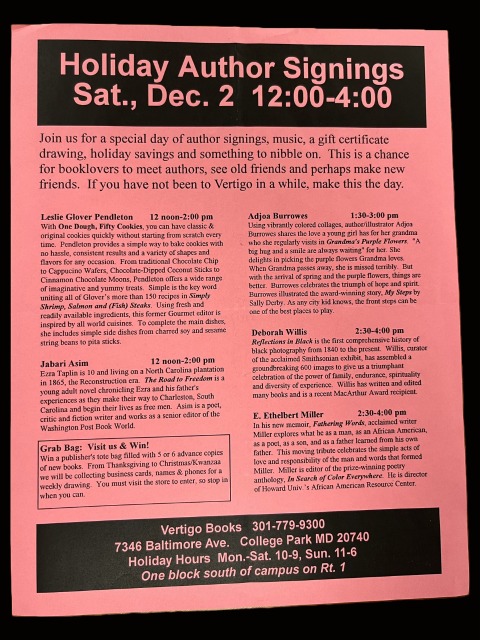 Holiday Author Signings
Sat., Dec. 2 12:00-4:00
Join us for a special day of author signings, music, a gift certificate
drawing, holiday savings and something to nibble on. This is a chance
for booklovers to meet authors, see old friends and perhaps make new
friends. If you have not been to Vertigo in a while, make this the day.
Leslie Glover Pendleton 12 noon-2:00 pm
With One Dough, Fifty Cookies, you can have classic &
original cookies quickly without starting from scratch every
time. Pendleton provides a simple way to bake cookies with
no hassle, consistent results and a variety of shapes and
flavors for any occasion. From traditional Chocolate Chip
to Cappucino Wafers, Chocolate-Dipped Coconut Sticks to
Cinnamon Chocolate Moons, Pendleton offers a wide range
of imaginative and yummy treats. Simple is the key word
uniting all of Glover's more than 150 recipes in Simply
Shrimp, Salmon and (Fish) Steaks. Using fresh and
readily available ingredients, this former Gourmet editor is
inspired by all world cuisines. To complete the main dishes,
she includes simple side dishes from charred soy and sesame
string beans to pita sticks.
Jabari Asim 12 noon-2:00 pm
Ezra Taplin is 10 and living on a North Carolina plantation
in 1865, the Reconstruction era. The Road to Freedom is a
young adult novel chronicling Ezra and his father's
experiences as they make their way to Charleston, South
Carolina and begin their lives as free men. Asim is a poet,
critic and fiction writer and works as a senior editor of the
Washington Post Book World.
Grab Bag: Visit us & Win!
Win a publisher's tote bag filled with 5 or 6 advance copies
of new books. From Thanksgiving to Christmas/Kwanzaa
we will be collecting business cards, names & phones for a
weekly drawing. You must visit the store to enter, so stop in
when you can.
Adjoa Burrowes 1:30-3:00 pm
Using vibrantly colored collages, author/illustrator Adjoa
Burrowes shares the love a young girl has for her grandma
who she regularly visits in Grandma's Purple Flowers. "A
big hug and a smile are always waiting" for her. She
delights in picking the purple flowers Grandma loves.
When Grandma passes away, she is missed terribly. But
with the arrival of spring and the purple flowers, things are
better. Burrowes celebrates the triumph of hope and spirit.
Burrowes illustrated the award-winning story, My Steps by
Sally Derby. As any city kid knows, the front steps can be
one of the best places to play.
Deborah Willis 2:30-4:00 pm
Reflections in Black is the first comprehensive history of
black photography from 1840 to the present. Willis, curator
of the acclaimed Smithsonian exhibit, has assembled a
groundbreaking 600 images to give us a triumphant
celebration of the power of family, endurance, spirituality
and diversity of experience. Willis has written and edited
many books and is a recent MacArthur Award recipient.
E. Ethelbert Miller 2:30-4:00 pm
In his new memoir, Fathering Words, acclaimed writer
Miller explores what be as a man, as an African American,
as a poet, as a son, and as a father learned from his own
father. This moving tribute celebrates the simple acts of
love and responsibility of the man and words that formed
Miller. Miller is editor of the prize-winning poetry
anthology, In Search of Color Everywhere. He is director
of Howard Univ.'s African American Resource Center.
Vertigo Books 301-779-9300
7346 Baltimore Ave. College Park MD 20740
Holiday Hours Mon.-Sat. 10-9, Sun. 11-6
One block south of campus on Rt. 1